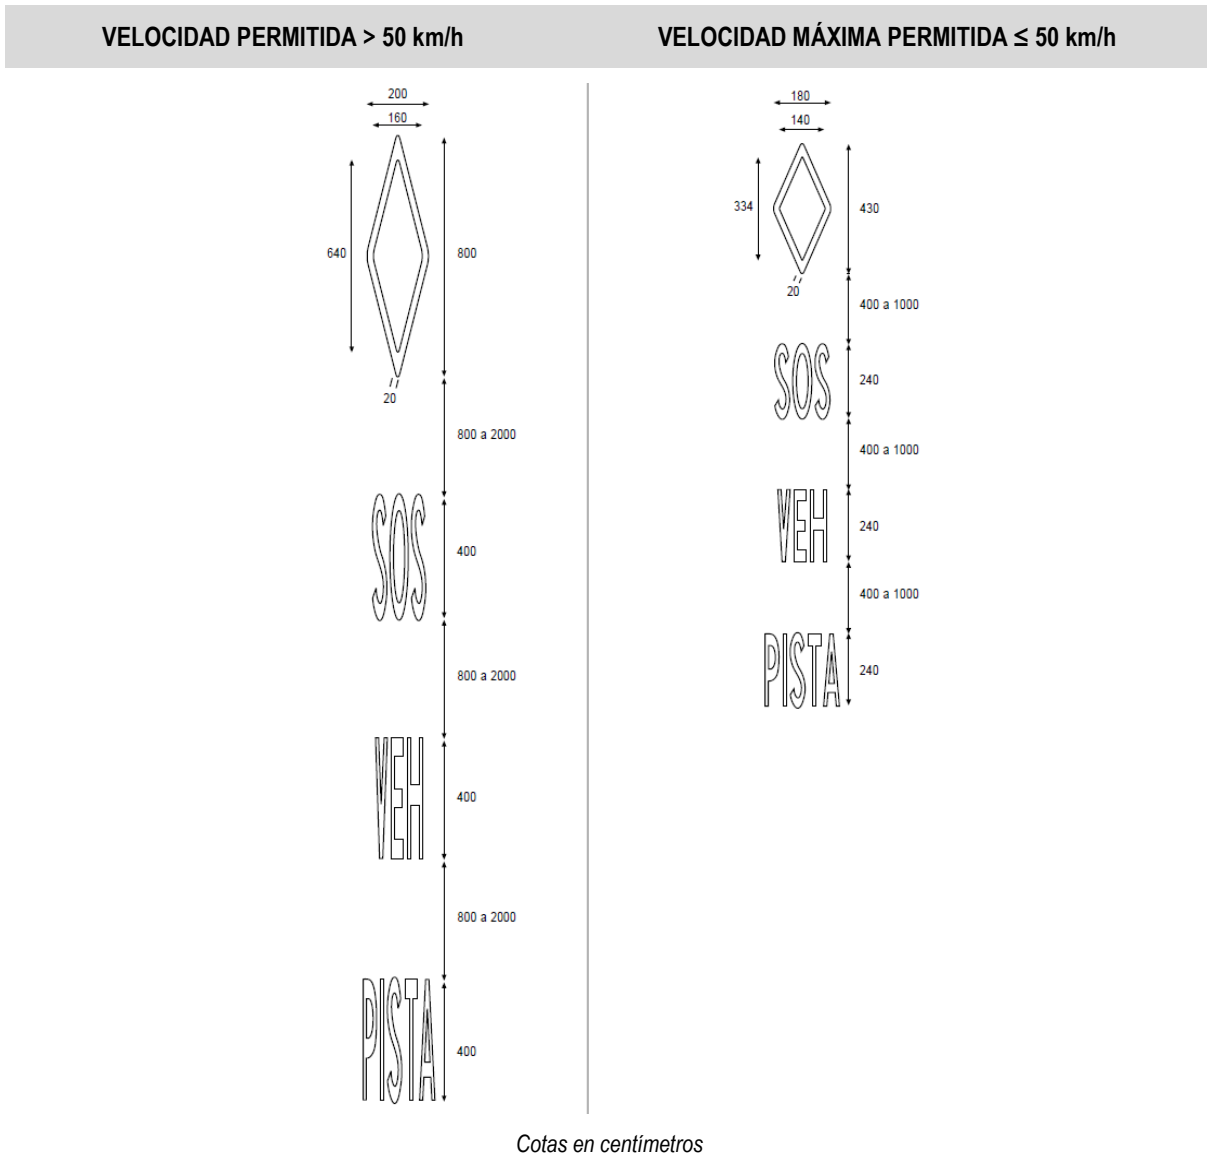 VELOCIDAD PERMITIDA > 50 km/h
VELOCIDAD MÁXIMA PERMITIDA ≤ 50 km/h
200
160
640
800
20
800 a 2000
SOS
400
800 a 2000
VEH
400
800 a 2000
PISTA
400
180
140
334
430
20
400 a 1000
SOS
240
400 a 1000
VEH
240
400 a 1000
PISTA
240
Cotas en centímetros